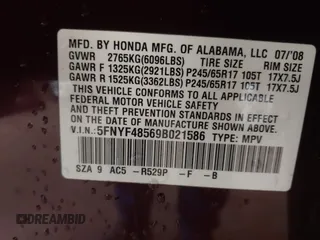 MFD. BY HONDA MFG. OF ALABAMA, LLC 07/'08
GVWR 2765KG(6096LBS) TIRE SIZE RIM SIZE
GAWR F 1325KG(2921LBS) P245/65R17 105T 17X7.5J
GAWR R 1525KG(3362LBS) P245/65R17 105T 17X7.5J
THIS VEHICLE CONFORMS TO ALL APPLICABLE
FEDERAL MOTOR VEHICLE SAFETY STANDARDS
IN EFFECT ON THE DATE OF MANUFACTURE
SHOWN ABOVE.
V.I.N.: 5FNYF48569B021586 TYPE: MPV
SZA 9 AC5 -R529P -F -B
DREAMBID
DREAMBID.COM